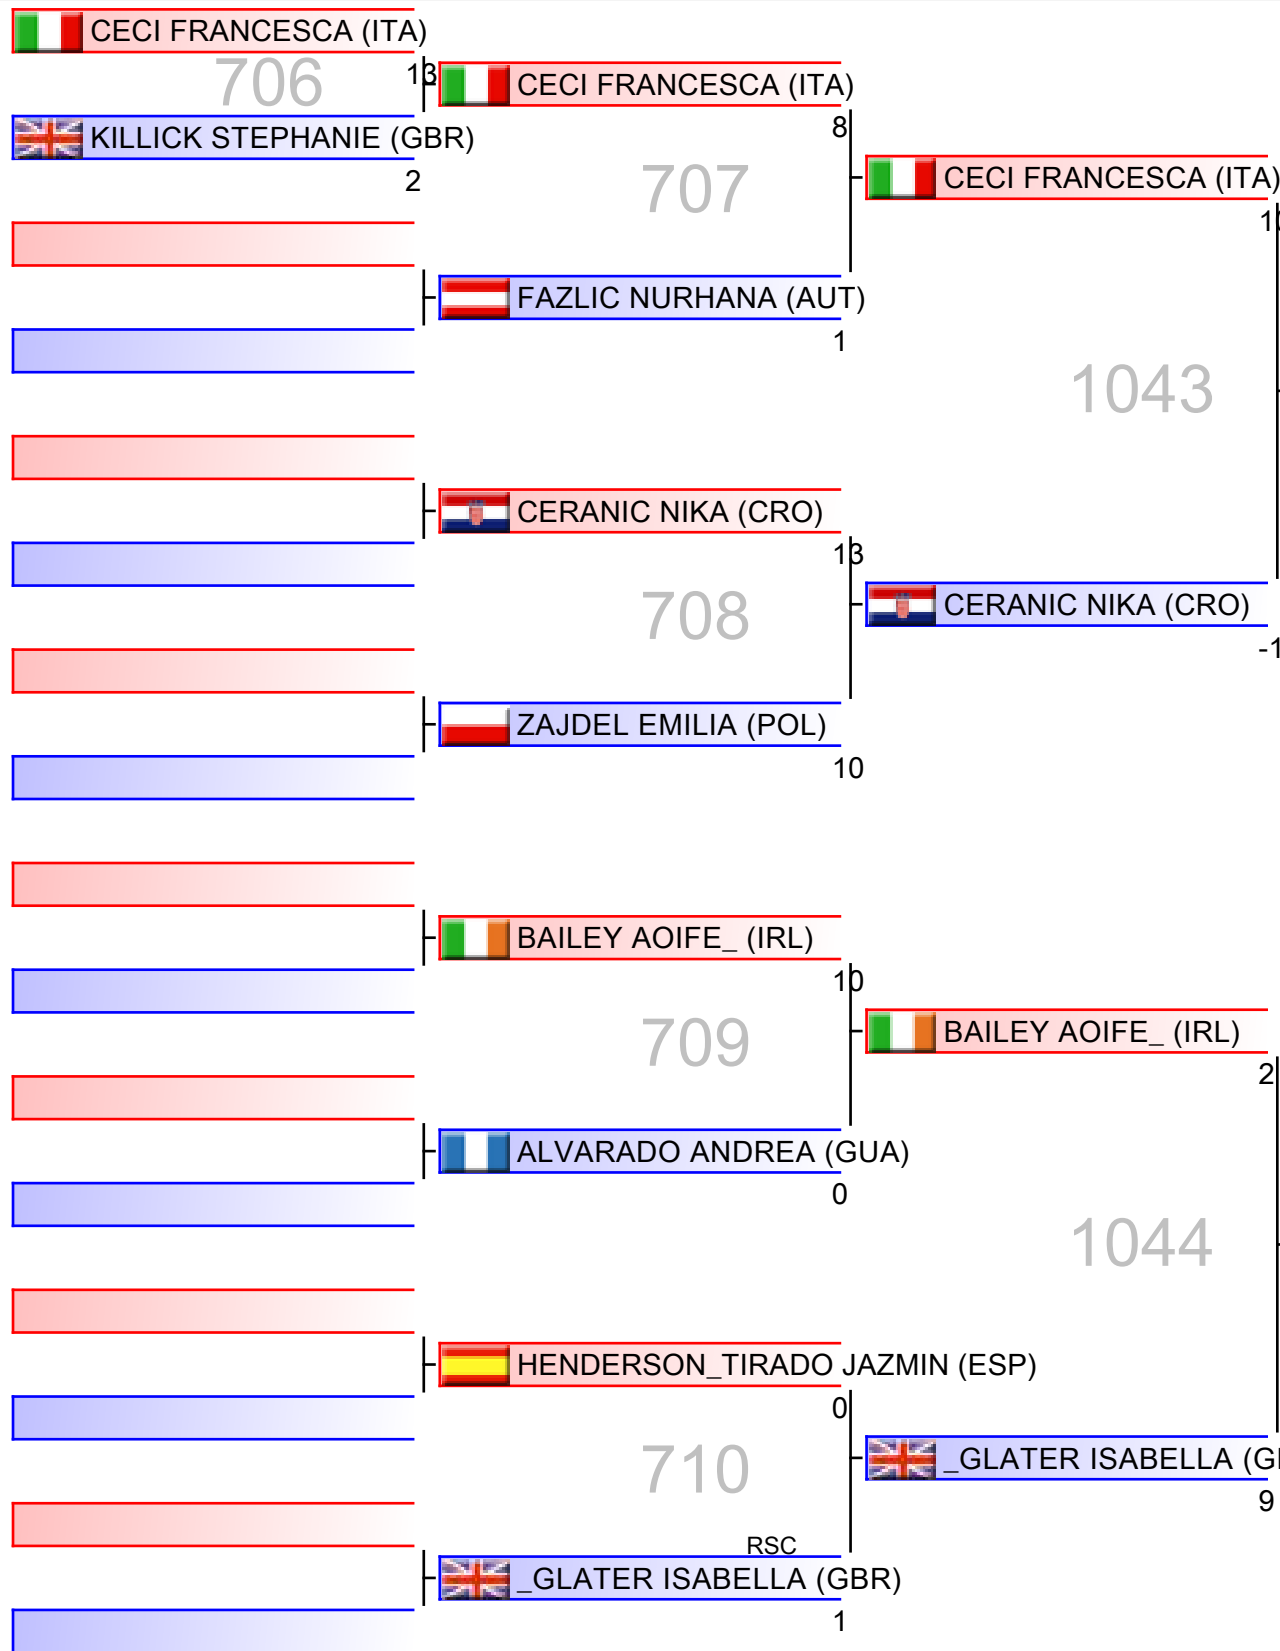 CECI FRANCESCA (ITA)
706
13
KILLICK STEPHANIE (GBR)
2
CECI FRANCESCA (ITA)
8
707
FAZLIC NURHANA (AUT)
1
CECI FRANCESCA (ITA)
1043
CERANIC NIKA (CRO)
13
708
ZAJDEL EMILIA (POL)
10
CERANIC NIKA (CRO)
-1
BAILEY AOIFE_ (IRL)
10
709
ALVARADO ANDREA (GUA)
0
BAILEY AOIFE_ (IRL)
2
1044
HENDERSON_TIRADO JAZMIN (ESP)
0
710
RSC
_GLATER ISABELLA (GBR)
1
_GLATER ISABELLA
9